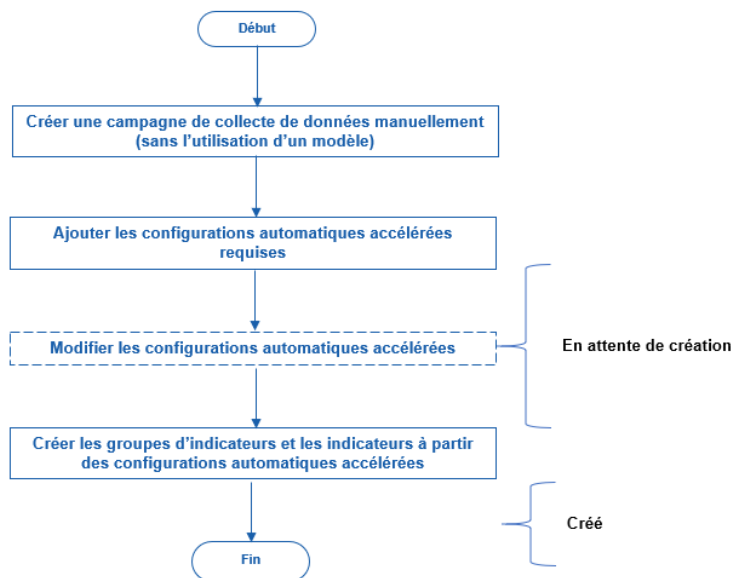 Début
Créer une campagne de collecte de données manuellement
(sans l’utilisation d’un modèle)
Ajouter les configurations automatiques accélérées
requises
Modifier les configurations automatiques accélérées
En attente de création
Créer les groupes d’indicateurs et les indicateurs à partir
des configurations automatiques accélérées
Créé
Fin